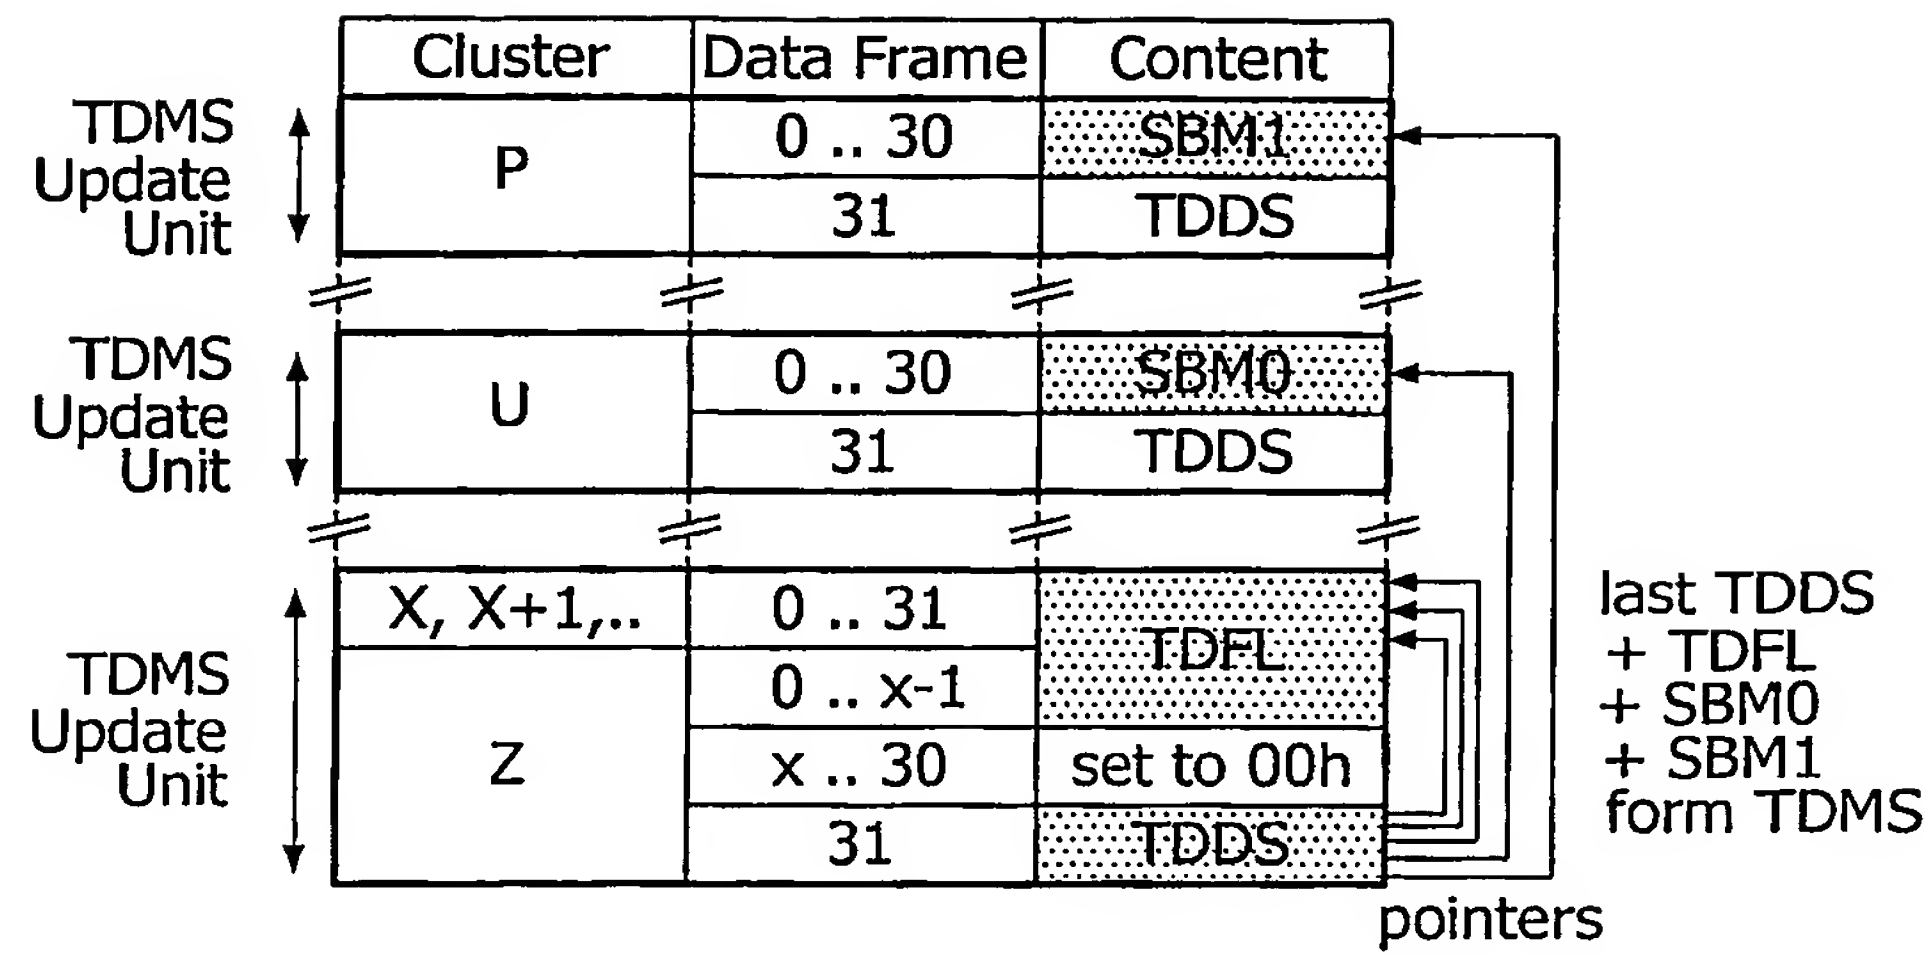 Cluster Data Frame Content
TDMS
Update
Unit
P
0 .. 30 SBM1
31 TDDS
TDMS
Update
Unit
U
0 .. 30 SBM0
31 TDDS
TDMS
Update
Unit
X, X+1,.. 0 .. 31
TDFL
Z
0 .. x-1
x .. 30 set to 00h
31 TDDS
last TDDS
+ TDFL
+ SBM0
+ SBM1
form TDMS
pointers